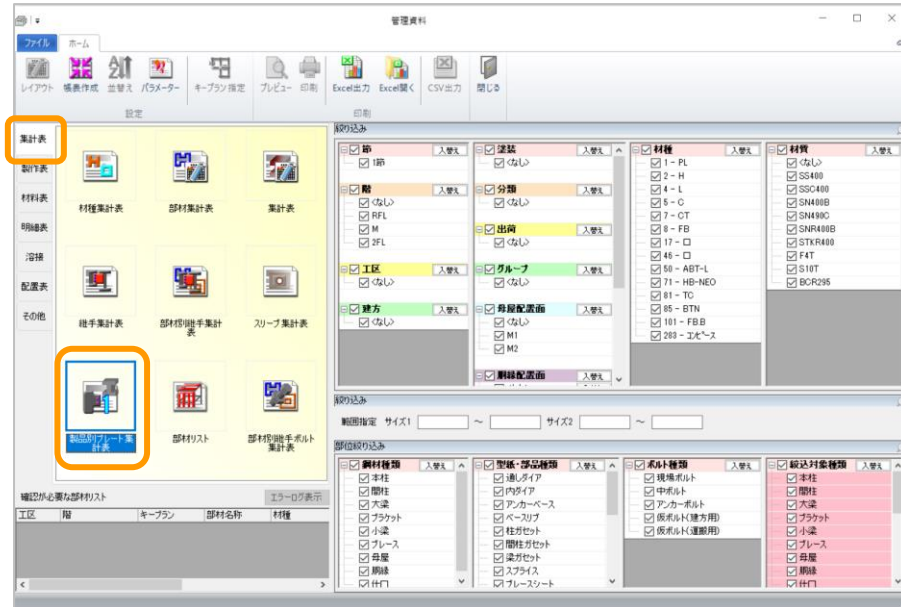 管理資料
ファイル ホーム
レイアウト 帳表作成 並替え パラメーター キープラン指定 プレビュー 印刷 Excel出力 Excel開く CSV出力 閉じる
設定 印刷
集計表
製作表
材料表
明細表
溶接
配置表
その他
材種集計表 部材集計表 集計表
継手集計表 部材別継手集計表 スリーブ集計表
製品別プレート集計表 部材リスト 部材別継手ボルト集計表
確認が必要な部材リスト エラーログ表示
工区 階 キープラン 部材名称 材種
絞り込み
節 入替え
1節
階 入替え
<なし>
RFL
M
2FL
工区 入替え
<なし>
建方 入替え
<なし>
塗装 入替え
<なし>
分類 入替え
<なし>
出荷 入替え
<なし>
グループ 入替え
<なし>
母屋配置面 入替え
<なし>
M1
M2
胴縁配置面 入替え
材種 入替え
1 - PL
2 - H
4 - L
5 - C
7 - CT
8 - FB
17 - ロ
46 - ロ
50 - ABT-L
71 - HB-NEO
81 - TC
85 - BTN
101 - FB.B
283 - エンドピース
材質 入替え
<なし>
SS400
SSC400
SN400B
SN490C
SNR400B
STKR400
F4T
S10T
BCR295
絞り込み
範囲指定 サイズ1 ～ サイズ2 ～
部位絞り込み
鋼材種類 入替え
本柱
間柱
大梁
ブラケット
小梁
ブレース
母屋
胴縁
仕口
型紙・部品種類 入替え
通しダイア
内ダイア
アンカーベース
ベースリブ
柱ガセット
間柱ガセット
梁ガセット
スプライス
ブレースシート
ボルト種類 入替え
現場ボルト
中ボルト
アンカーボルト
仮ボルト(建方用)
仮ボルト(運搬用)
絞込対象種類 入替え
本柱
間柱
大梁
ブラケット
小梁
ブレース
母屋
胴縁
仕口